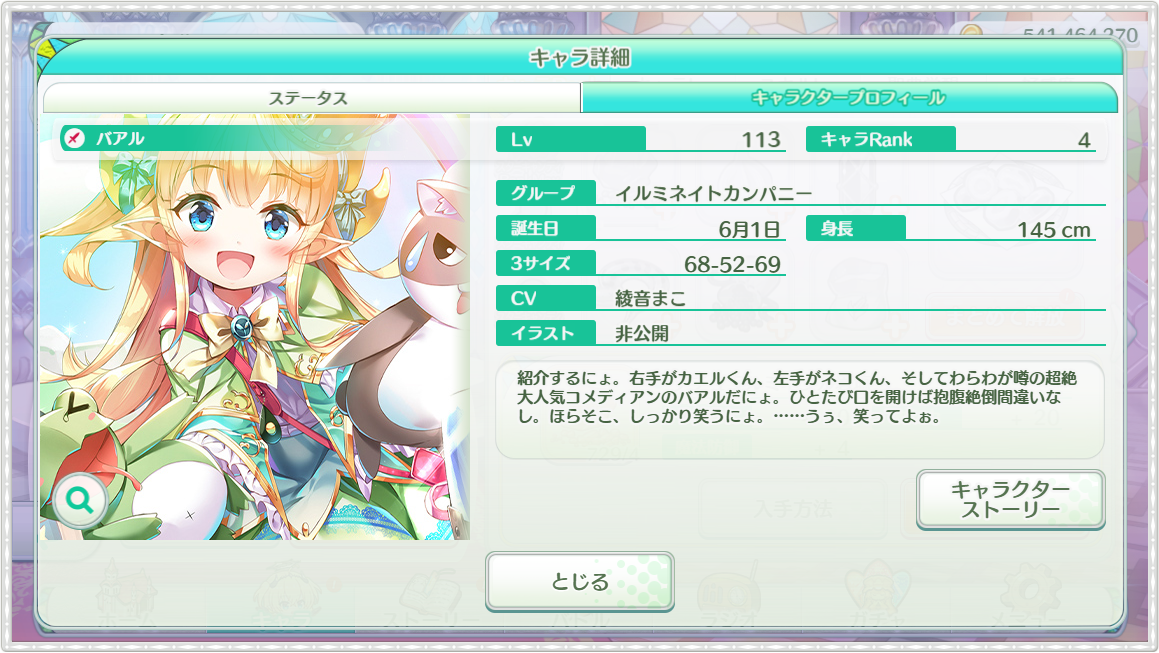 541,464,270
キャラ詳細
ステータス
キャラクタープロフィール
バアル
Lv 113
キャラRank 4
グループ イルミネイトカンパニー
誕生日 6月1日
身長 145 cm
3サイズ 68-52-69
CV 綾音まこ
イラスト 非公開
紹介するにょ。右手がカエルくん、左手がネコくん、そしてわらわが噂の超絶
大人気コメディアンのバアルだにょ。ひとたび口を開けば抱腹絶倒間違いな
し。ほらそこ、しっかり笑うにょ。……うぅ、笑ってよぉ。
入手方法
キャラクター
ストーリー
とじる